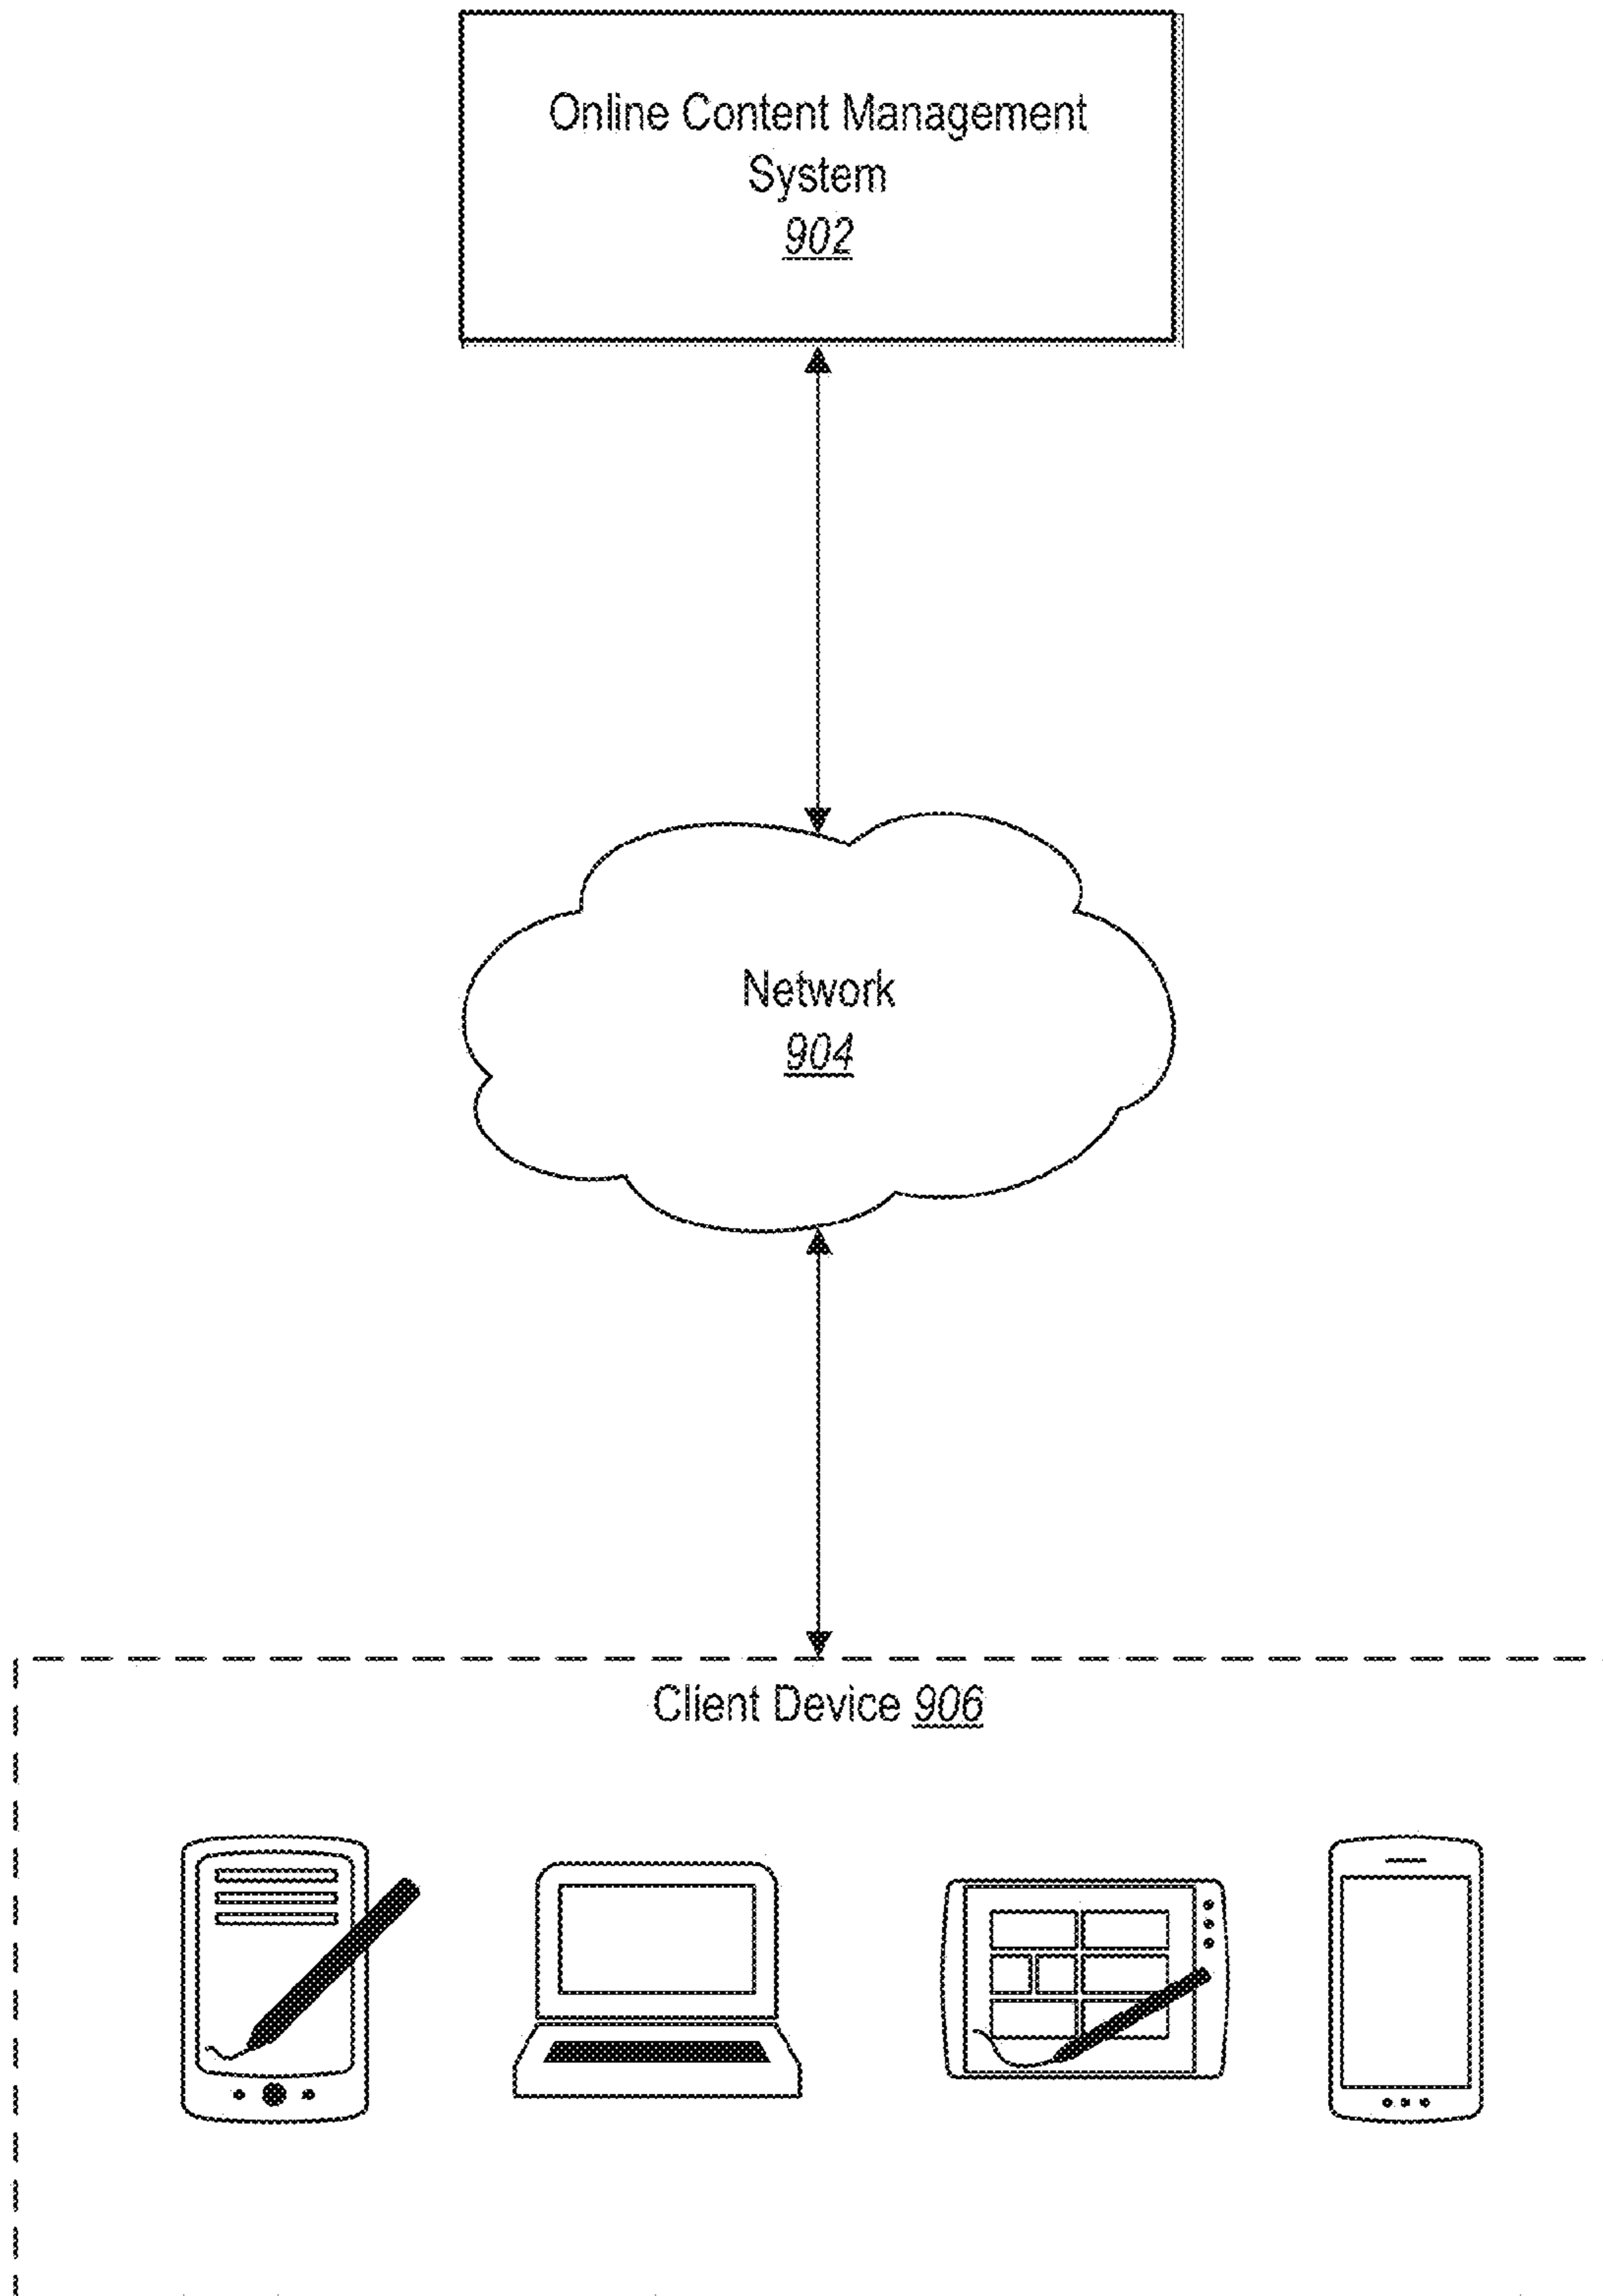 Online Content Management
System
902
Network
904
Client Device 906